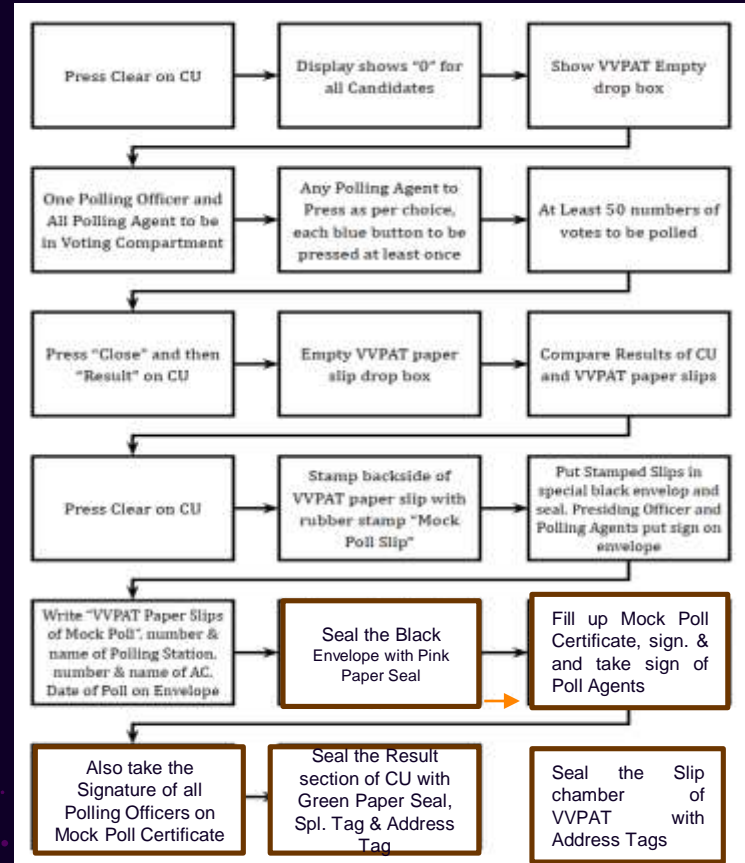 Press Clear on CU
Display shows "0" for
all Candidates
Show VVPAT Empty
drop box
One Polling Officer and
All Polling Agent to be
in Voting Compartment
Any Polling Agent to
Press as per choice,
each blue button to be
pressed at least once
At Least 50 numbers of
votes to be polled
Press "Close" and then
"Result" on CU
Empty VVPAT paper
slip drop box
Compare Results of CU
and VVPAT paper slips
Press Clear on CU
Stamp backside of
VVPAT paper slip with
rubber stamp "Mock
Poll Slip"
Put Stamped Slips in
special black envelop and
seal. Presiding Officer and
Polling Agents put sign on
envelope
Write "VVPAT Paper Slips
of Mock Poll", number &
name of Polling Station,
number & name of AC,
Date of Poll on Envelope
Seal the Black
Envelope with Pink
Paper Seal
Fill up Mock Poll
Certificate, sign. &
and take sign of
Poll Agents
Also take the
Signature of all
Polling Officers on
Mock Poll Certificate
Seal the Result
section of CU with
Green Paper Seal,
Spl. Tag & Address
Tag
Seal the Slip
chamber of
VVPAT with
Address Tags